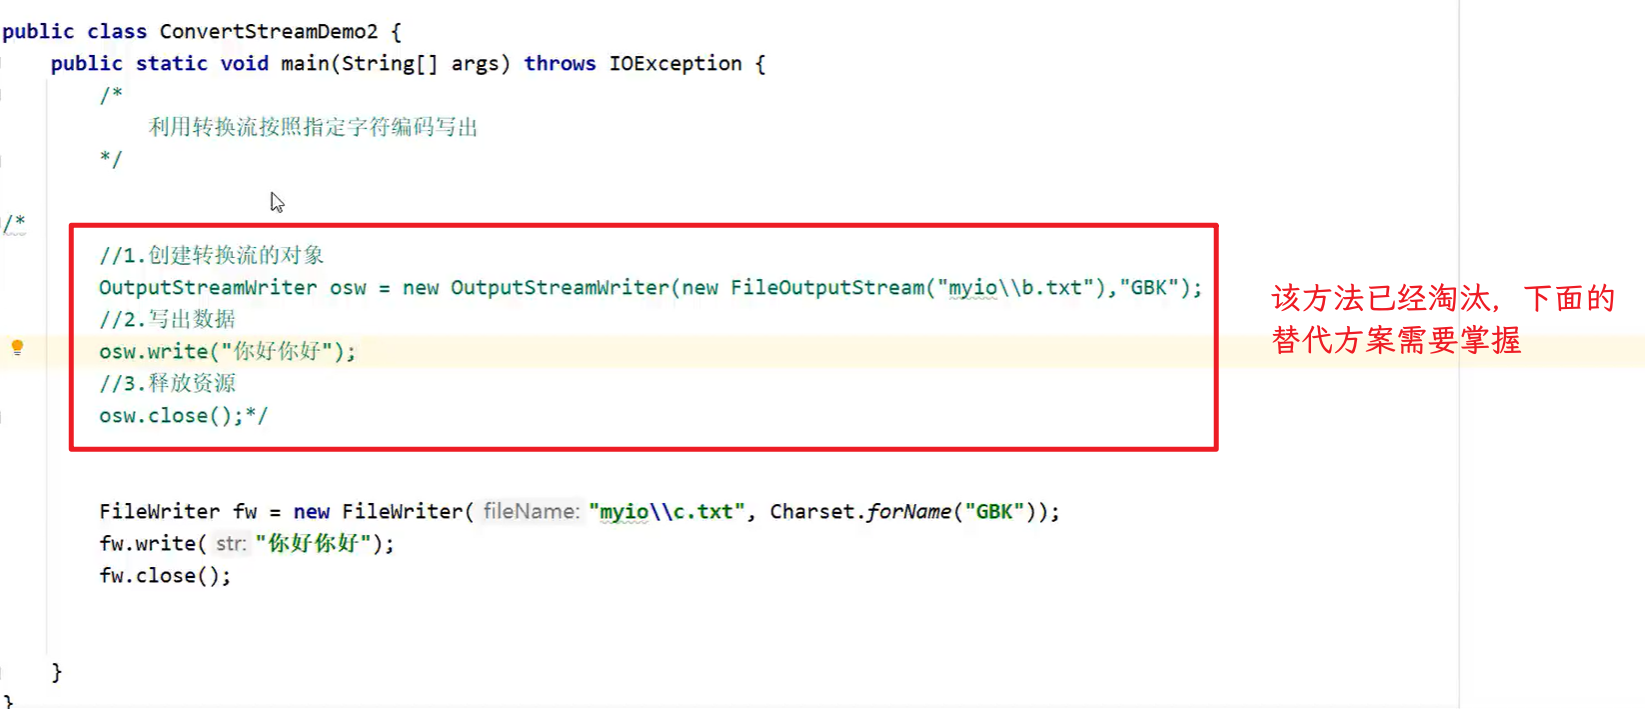 public class ConvertStreamDemo2 {
public static void main(String[] args) throws IOException {
/*
利用转换流按照指定字符编码写出
*/
/*
//1.创建转换流的对象
OutputStreamWriter osw = new OutputStreamWriter(new FileOutputStream("myio\\b.txt"),"GBK");
//2.写出数据
osw.write("你好你好");
//3.释放资源
osw.close();*/
该方法已经淘汰，下面的
替代方案需要掌握
FileWriter fw = new FileWriter( fileName: "myio\\c.txt", Charset.forName("GBK"));
fw.write( str: "你好你好");
fw.close();
}
}